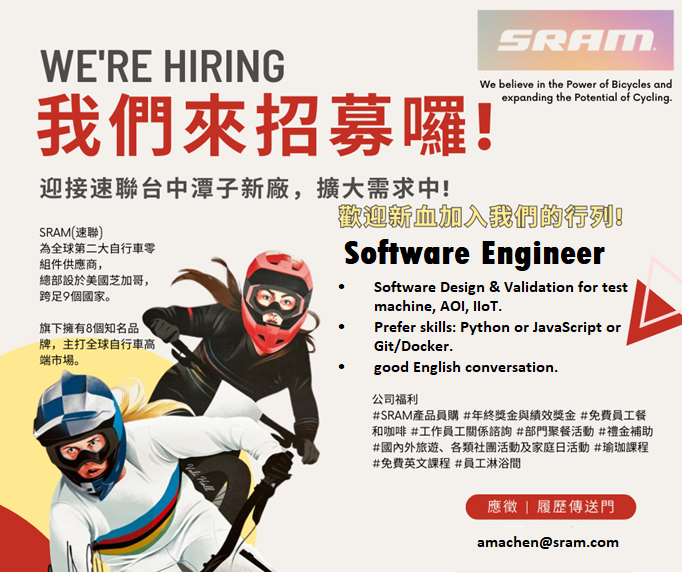 SRAM
We believe in the Power of Bicycles and
expanding the Potential of Cycling.
WE'RE HIRING
我們來招募囉!
迎接速聯台中潭子新廠，擴大需求中!
歡迎新血加入我們的行列!
SRAM(速聯)
為全球第二大自行車零
組件供應商，
總部設於美國芝加哥，
跨足9個國家。
旗下擁有8個知名品
牌，主打全球自行車高
端市場。
Software Engineer
• Software Design & Validation for test
machine, AOI, IIoT.
• Prefer skills: Python or JavaScript or
Git/Docker.
• good English conversation.
公司福利
#SRAM產品員購 #年終獎金與績效獎金 #免費員工餐
和咖啡 #工作員工關係諮詢 #部門聚餐活動 #禮金補助
#國內外旅遊、各類社團活動及家庭日活動 #瑜珈課程
#免費英文課程 #員工淋浴間
應徵 | 履歷傳送門
amachen@sram.com
Vali Höll